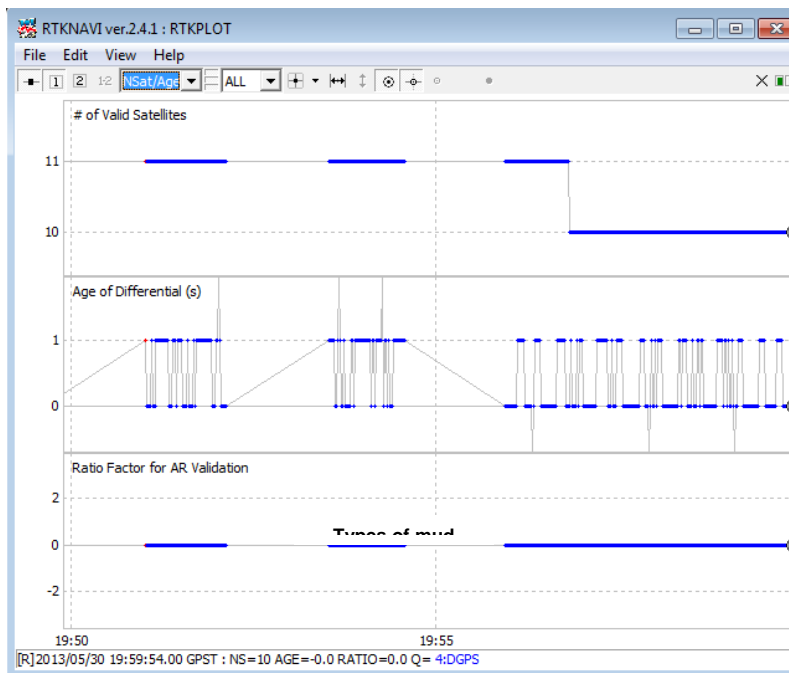 RTKNAVI ver.2.4.1 : RTKPLOT
File Edit View Help
1 2 1-2 NSat/Age ALL
# of Valid Satellites
11
10
Age of Differential (s)
1
0
Ratio Factor for AR Validation
2
Types of mud
0
-2
19:50 19:55
[R]2013/05/30 19:59:54.00 GPST : NS=10 AGE=-0.0 RATIO=0.0 Q= 4:DGPS